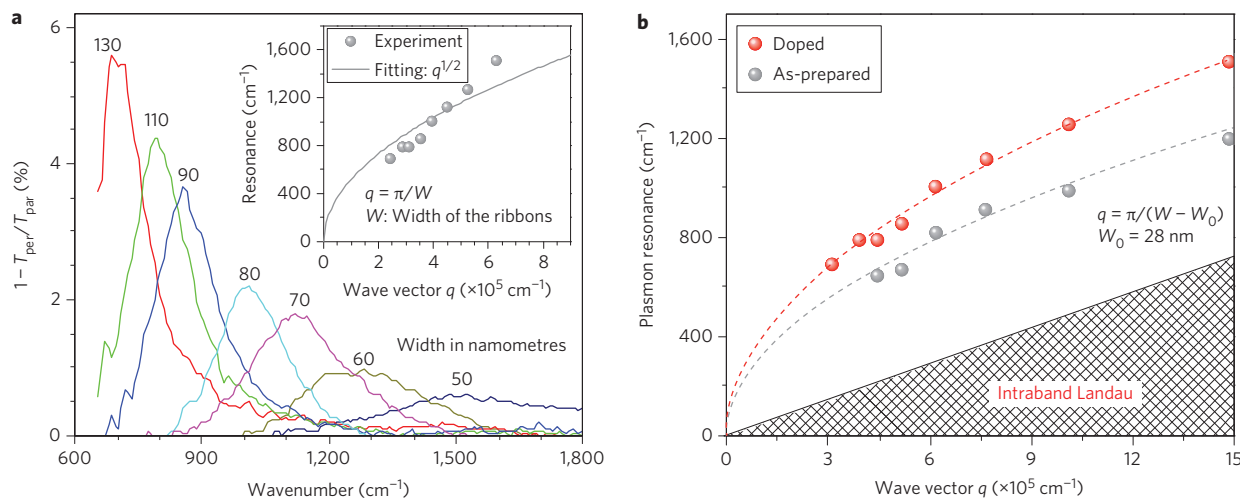 a
1 – Tper/Tpar (%)
6
4
2
0
600
900
1,200
1,500
1,800
Wavenumber (cm−1)
130
110
90
80
70
60
50
Width in namometres
Resonance (cm−1)
1,600
1,200
800
400
0
0
2
4
6
8
Wave vector q (×10⁵ cm−1)
Experiment
Fitting: q1/2
q = π/W
W: Width of the ribbons
b
Plasmon resonance (cm−1)
1,600
1,200
800
400
0
0
3
6
9
12
15
Wave vector q (×10⁵ cm−1)
Doped
As-prepared
q = π/(W – W0)
W0 = 28 nm
Intraband Landau